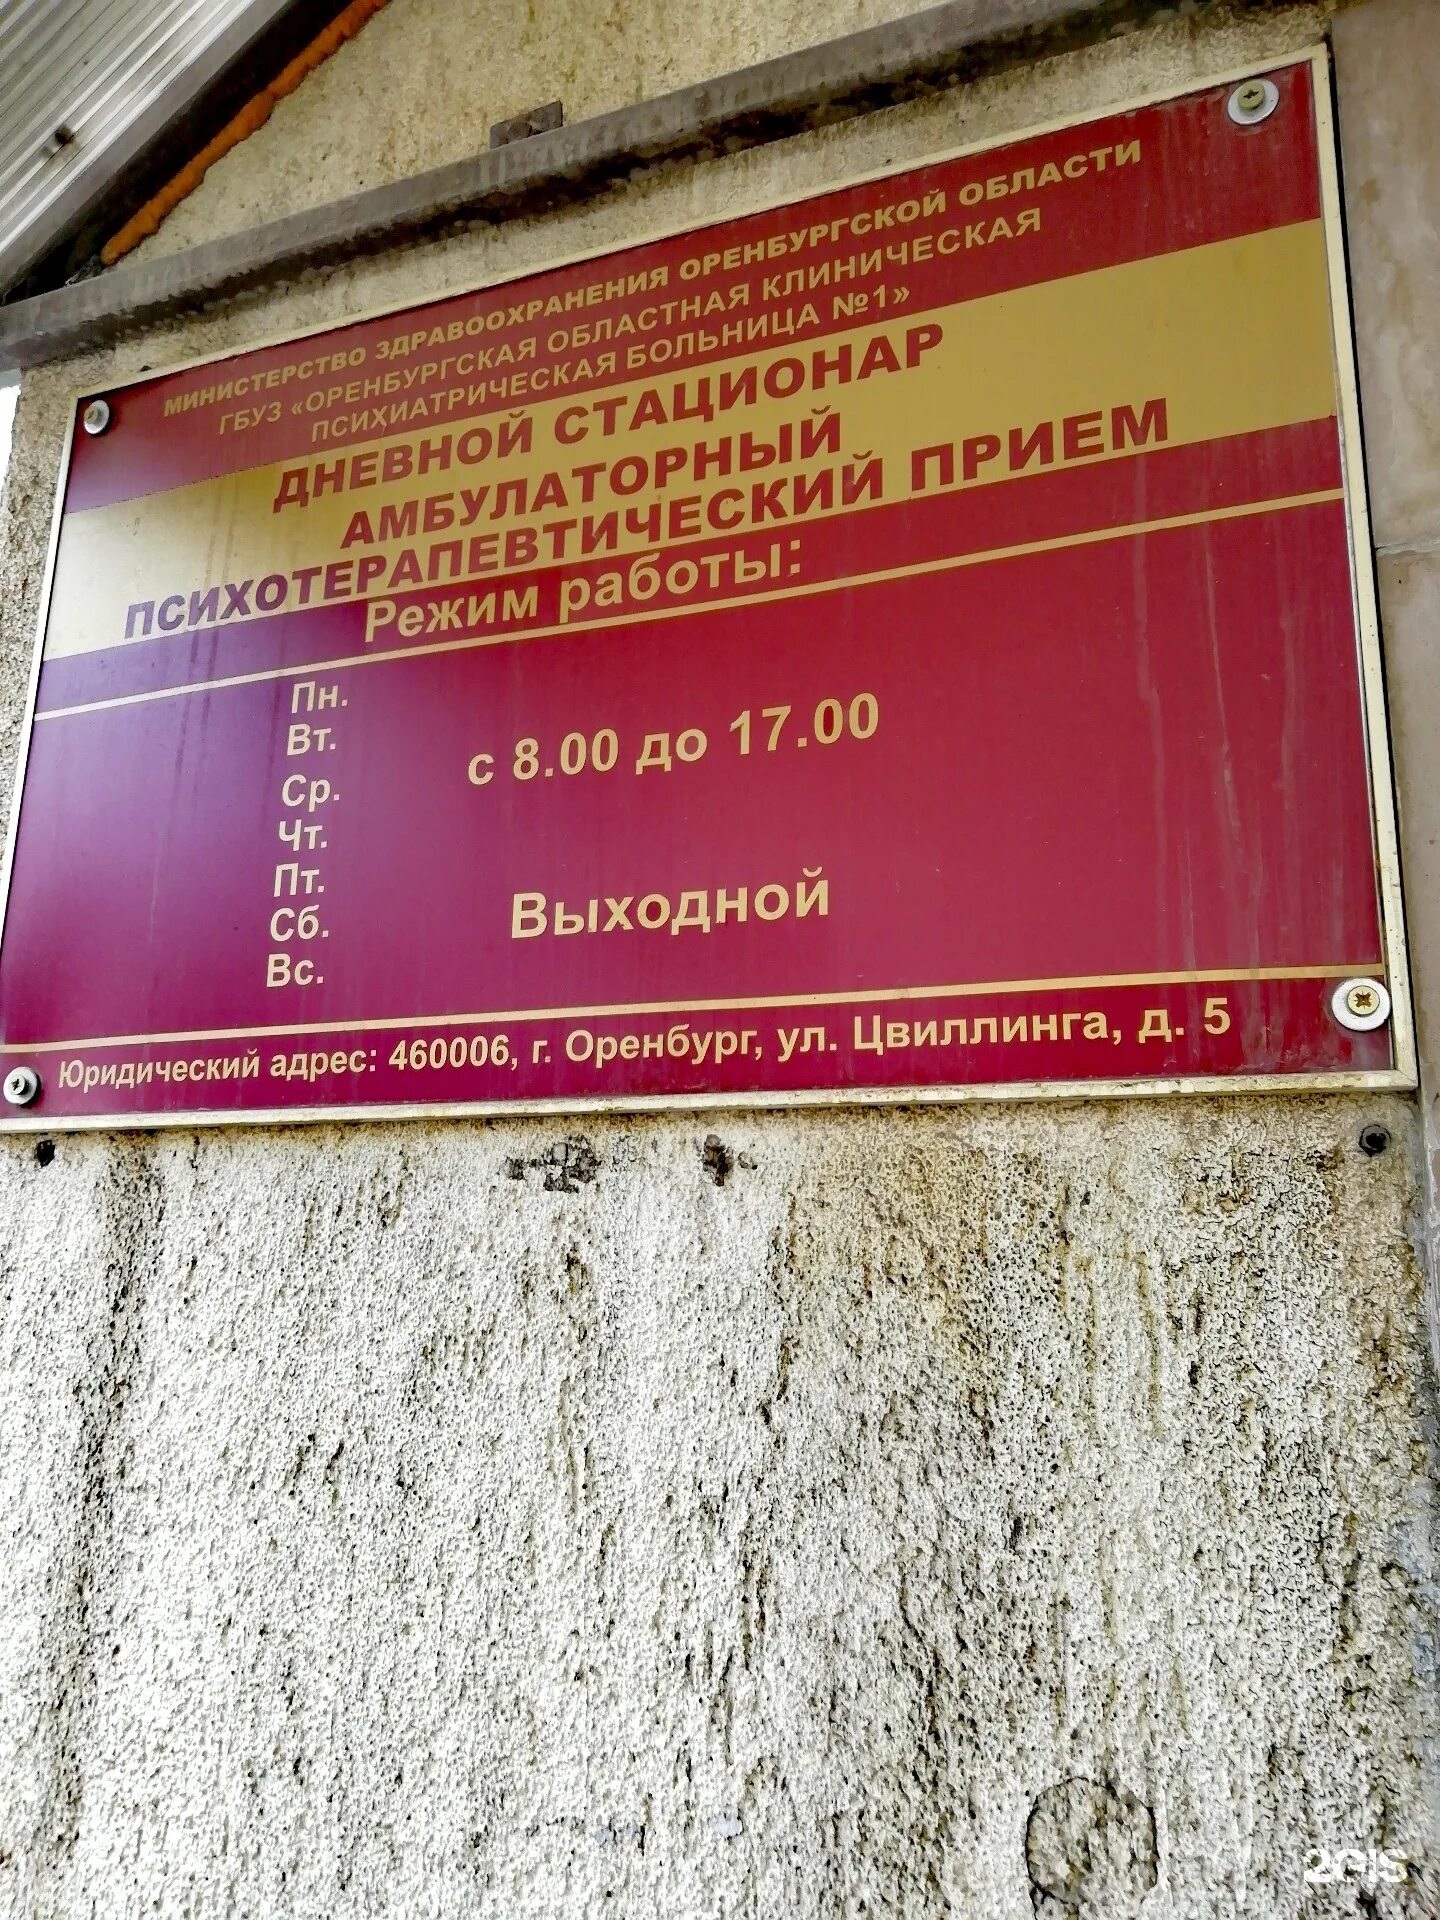 МИНИСТЕРСТВО ЗДРАВООХРАНЕНИЯ ОРЕНБУРГСКОЙ ОБЛАСТИ
ГБУЗ «ОРЕНБУРГСКАЯ ОБЛАСТНАЯ КЛИНИЧЕСКАЯ
ПСИХИАТРИЧЕСКАЯ БОЛЬНИЦА №1»
ДНЕВНОЙ СТАЦИОНАР
АМБУЛАТОРНЫЙ
ПСИХОТЕРАПЕВТИЧЕСКИЙ ПРИЕМ
Режим работы:
Пн.
Вт.
Ср. с 8.00 до 17.00
Чт.
Пт.
Сб. Выходной
Вс.
Юридический адрес: 460006, г. Оренбург, ул. Цвиллинга, д. 5
2GIS